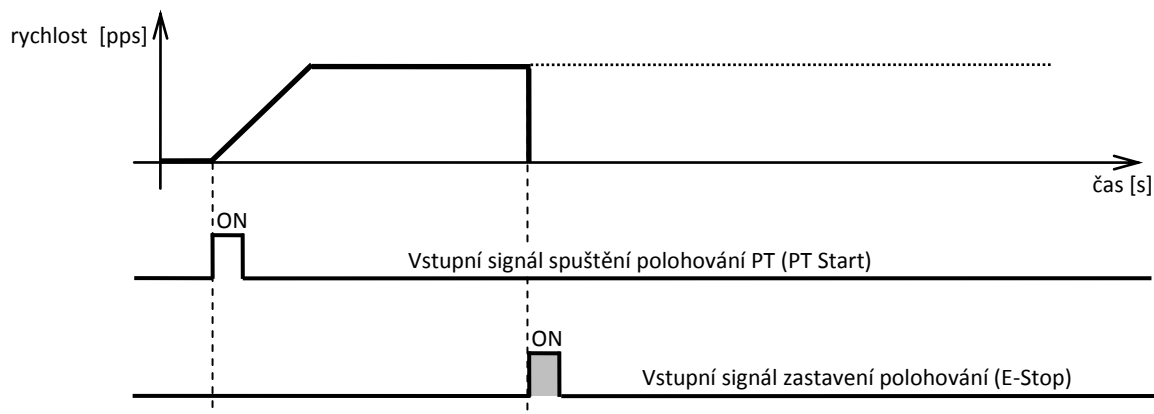 rychlost [pps]
čas [s]
ON
Vstupní signál spuštění polohování PT (PT Start)
ON
Vstupní signál zastavení polohování (E-Stop)